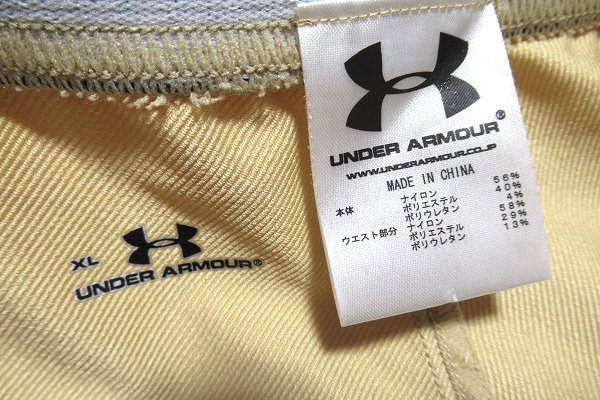 UNDER ARMOUR®
WWW.UNDERARMOUR.CO.JP
MADE IN CHINA
本体 ナイロン 56%
ポリエステル 40%
ポリウレタン 4%
ウエスト部分 ナイロン 58%
ポリエステル 29%
ポリウレタン 13%
XL
UNDER ARMOUR®